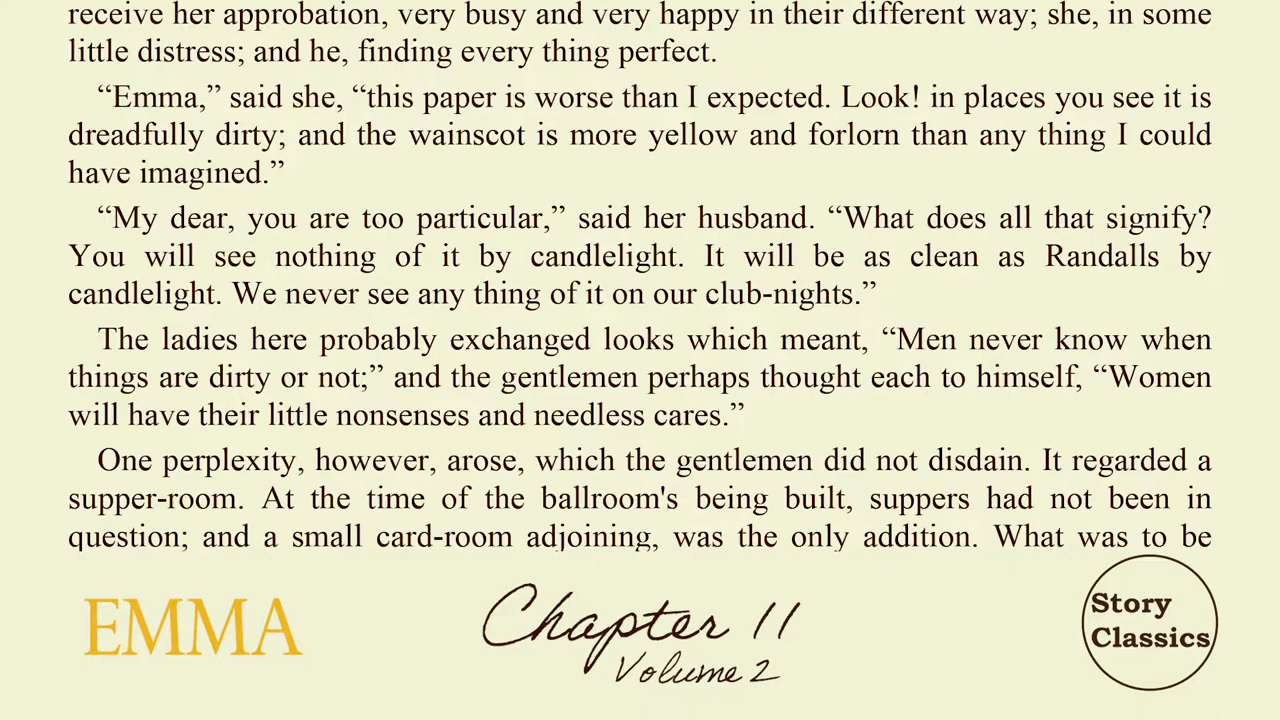 receive her approbation, very busy and very happy in their different way; she, in some
little distress; and he, finding every thing perfect.
“Emma,” said she, “this paper is worse than I expected. Look! in places you see it is
dreadfully dirty; and the wainscot is more yellow and forlorn than any thing I could
have imagined.”
“My dear, you are too particular,” said her husband. “What does all that signify?
You will see nothing of it by candlelight. It will be as clean as Randalls by
candlelight. We never see any thing of it on our club-nights.”
The ladies here probably exchanged looks which meant, “Men never know when
things are dirty or not;” and the gentlemen perhaps thought each to himself, “Women
will have their little nonsenses and needless cares.”
One perplexity, however, arose, which the gentlemen did not disdain. It regarded a
supper-room. At the time of the ballroom's being built, suppers had not been in
question; and a small card-room adjoining, was the only addition. What was to be
EMMA
Chapter 11
Volume 2
Story
Classics